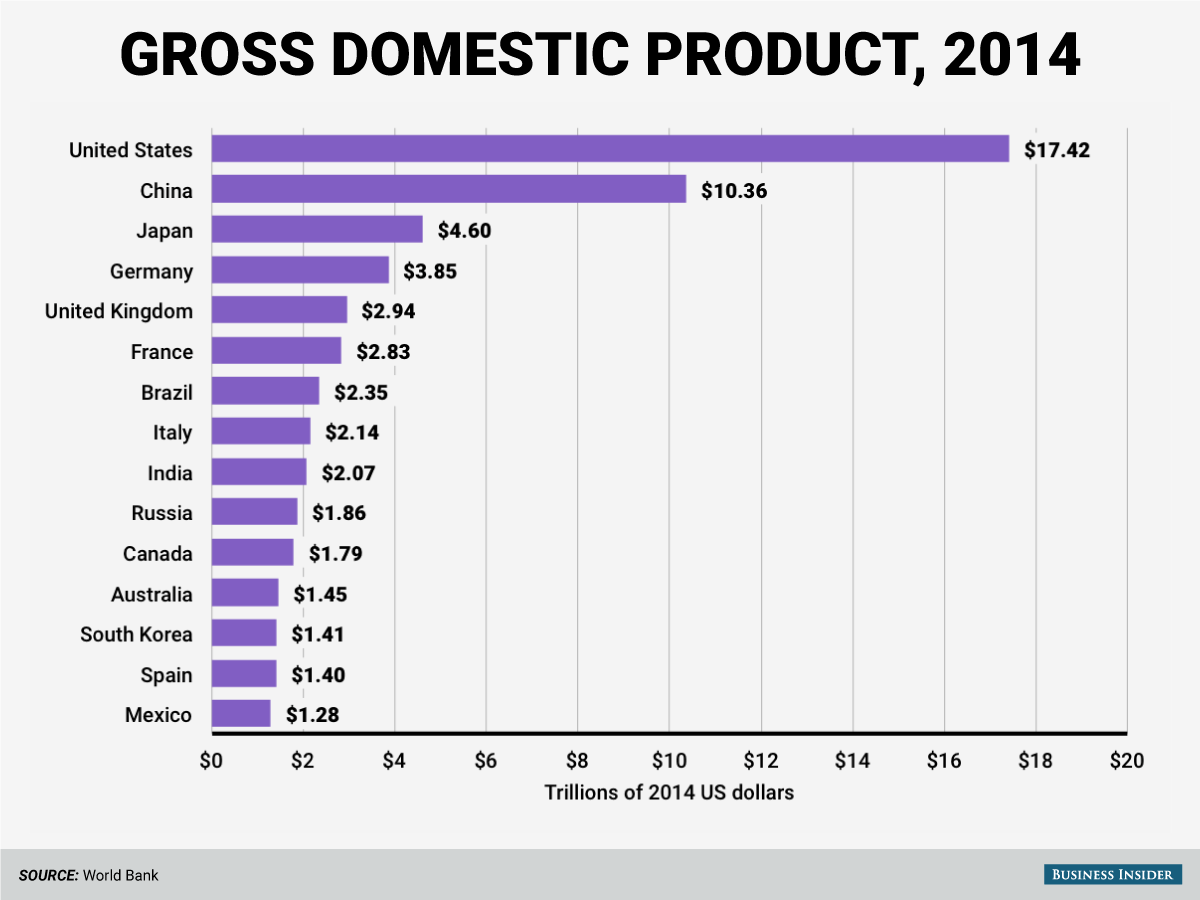 GROSS DOMESTIC PRODUCT, 2014
United States $17.42
China $10.36
Japan $4.60
Germany $3.85
United Kingdom $2.94
France $2.83
Brazil $2.35
Italy $2.14
India $2.07
Russia $1.86
Canada $1.79
Australia $1.45
South Korea $1.41
Spain $1.40
Mexico $1.28
$0 $2 $4 $6 $8 $10 $12 $14 $16 $18 $20
Trillions of 2014 US dollars
SOURCE: World Bank BUSINESS INSIDER